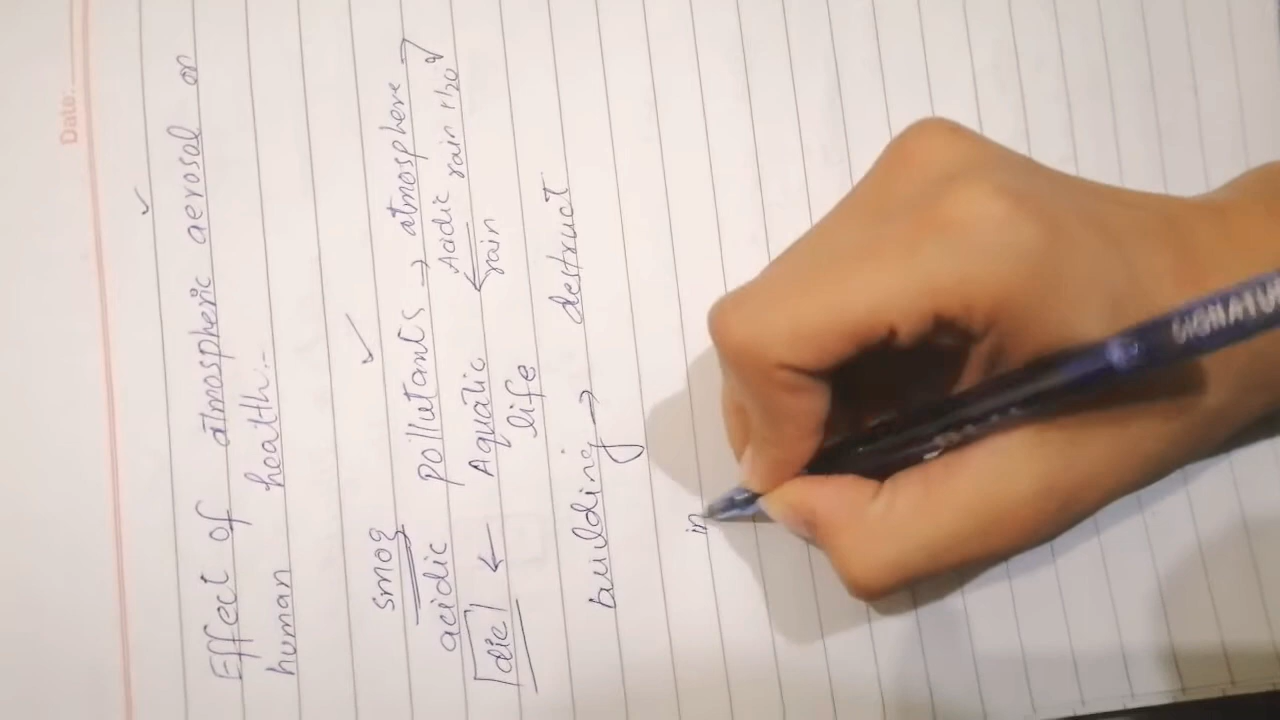 Date:
Effect of atmospheric aerosol on
human health.
smog
acidic pollutants → atmosphere
Acidic rain H2O
die ← Aquatic ← rain
life
building → destruct
in
SIGNATU